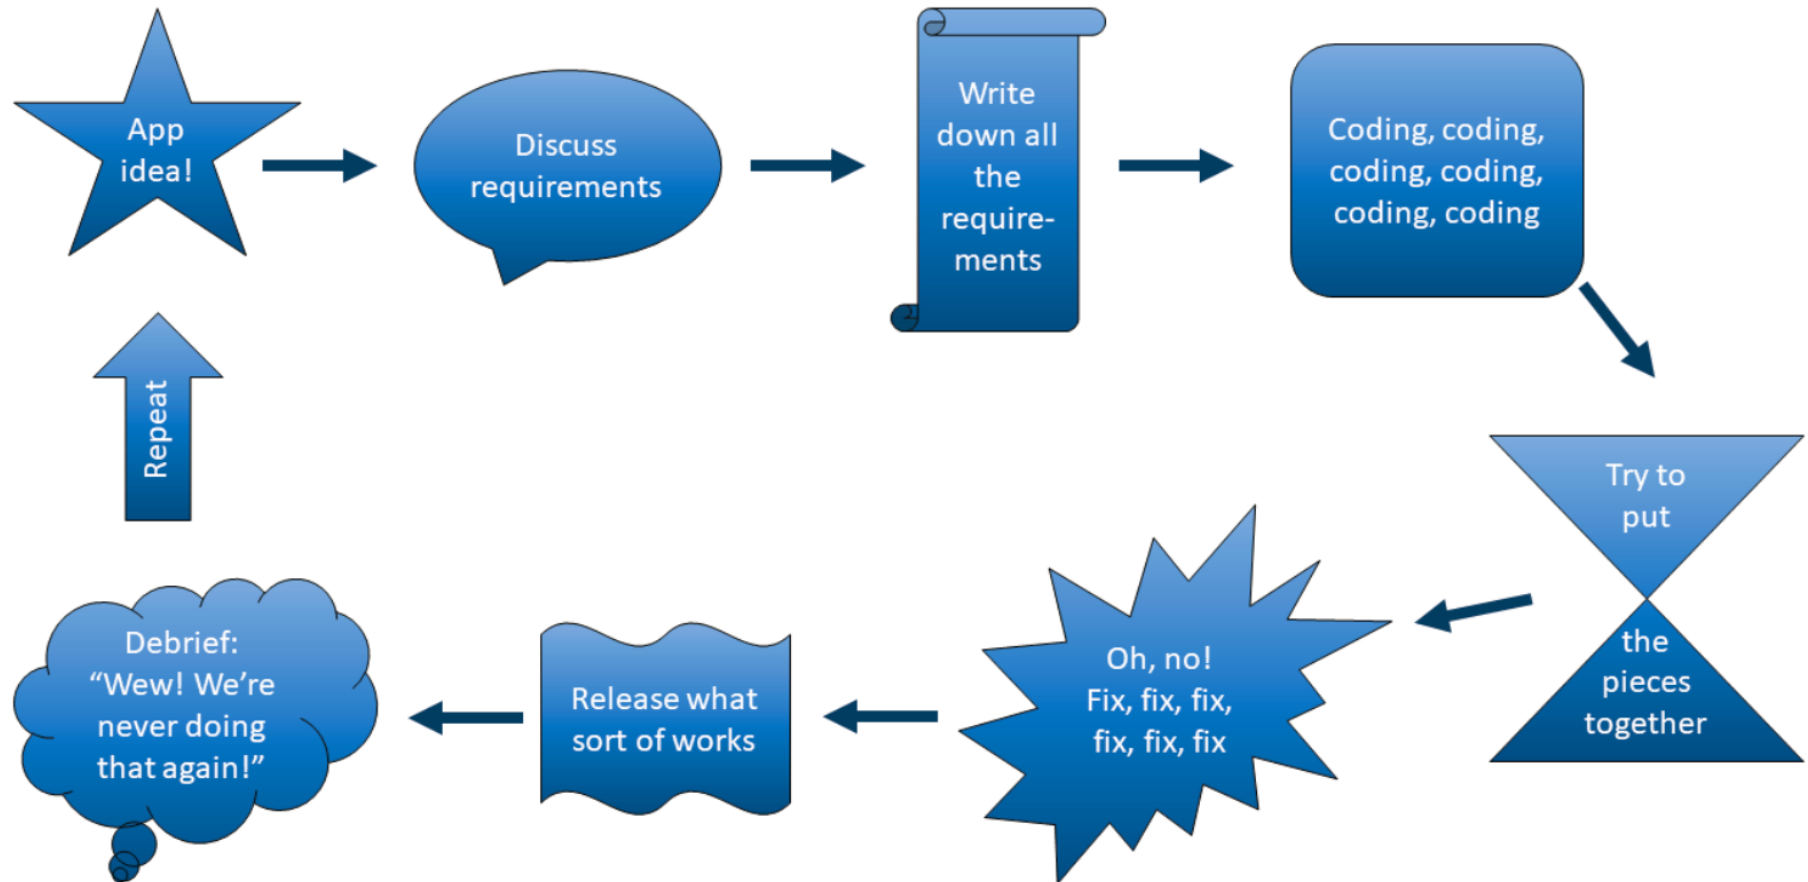 App
idea!
Discuss
requirements
Write
down all
the
require-
ments
Coding, coding,
coding, coding,
coding, coding
Try to
put
the
pieces
together
Oh, no!
Fix, fix, fix,
fix, fix, fix
Release what
sort of works
Debrief:
“Wew! We’re
never doing
that again!”
Repeat